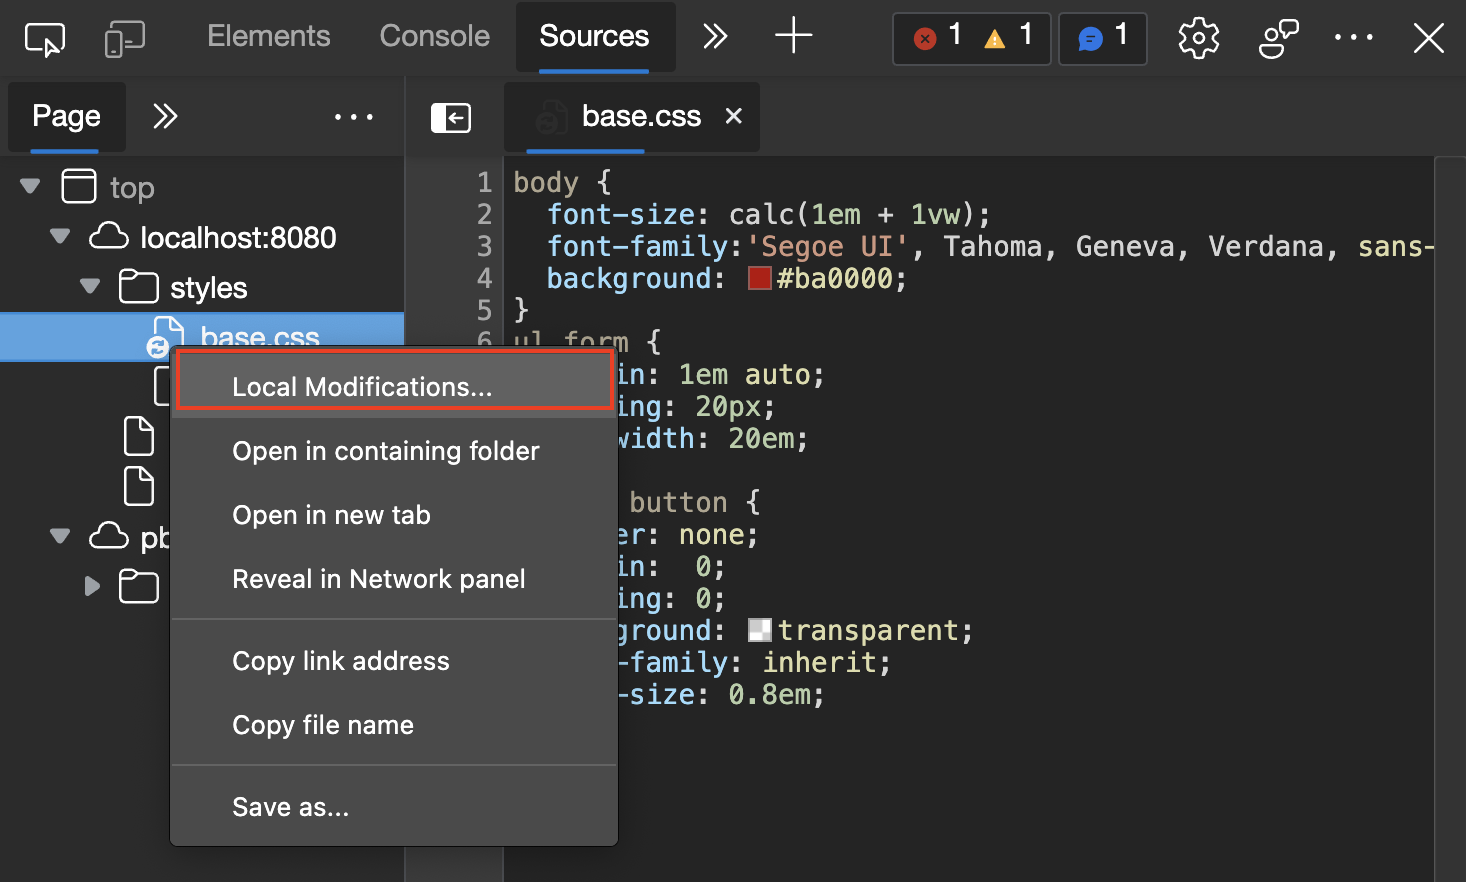 Elements Console Sources 1 1 1
Page base.css
top
localhost:8080
styles
base.css
Local Modifications...
Open in containing folder
Open in new tab
Reveal in Network panel
Copy link address
Copy file name
Save as...
1 body {
2 font-size: calc(1em + 1vw);
3 font-family:'Segoe UI', Tahoma, Geneva, Verdana, sans-
4 background: #ba0000;
5 }
6 ul form {
in: 1em auto;
ing: 20px;
width: 20em;
button {
er: none;
in: 0;
ing: 0;
ground: transparent;
-family: inherit;
-size: 0.8em;